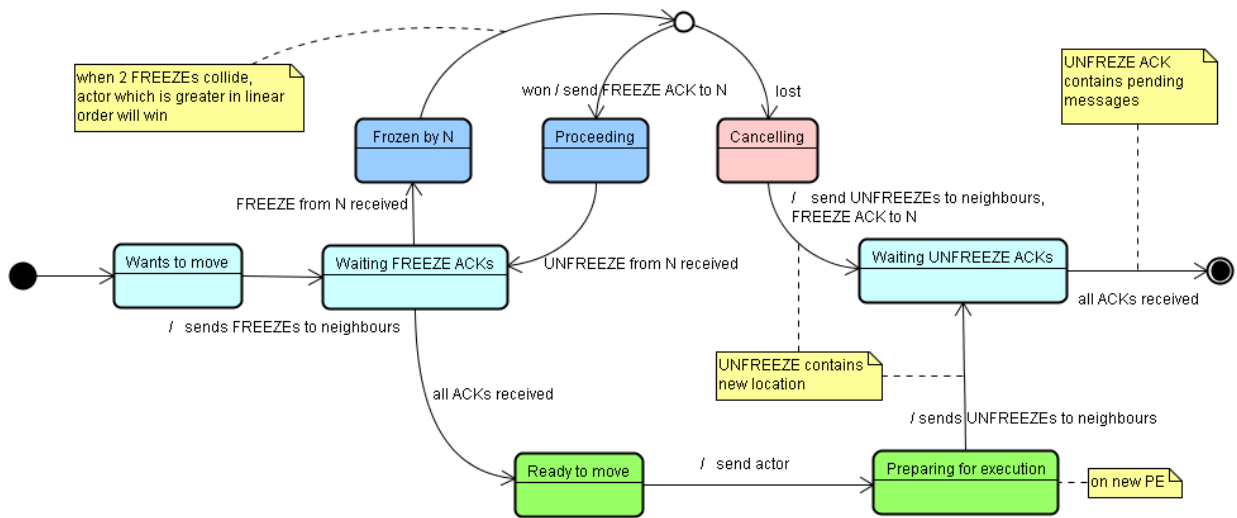 when 2 FREEZEs collide,
actor which is greater in linear
order will win
UNFREZE ACK
contains pending
messages
won / send FREEZE ACK to N
lost
Frozen by N
Proceeding
Cancelling
FREEZE from N received
/ send UNFREEZEs to neighbours,
FREEZE ACK to N
Wants to move
Waiting FREEZE ACKs
UNFREEZE from N received
Waiting UNFREEZE ACKs
all ACKs received
/ sends FREEZEs to neighbours
UNFREEZE contains
new location
all ACKs received
/ sends UNFREEZEs to neighbours
Ready to move
/ send actor
Preparing for execution
on new PE